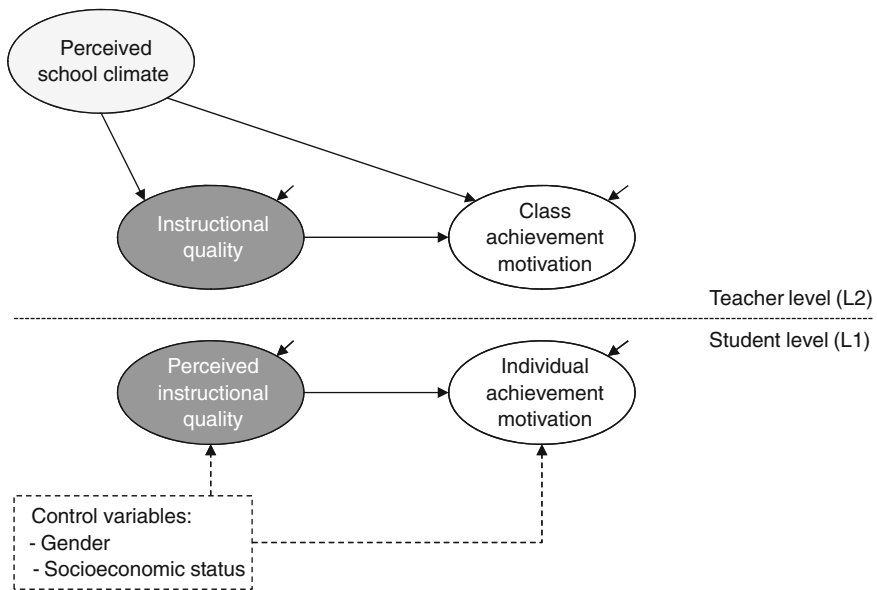 Perceived
school climate
Instructional
quality
Class
achievement
motivation
Teacher level (L2)
Student level (L1)
Perceived
instructional
quality
Individual
achievement
motivation
Control variables:
- Gender
- Socioeconomic status